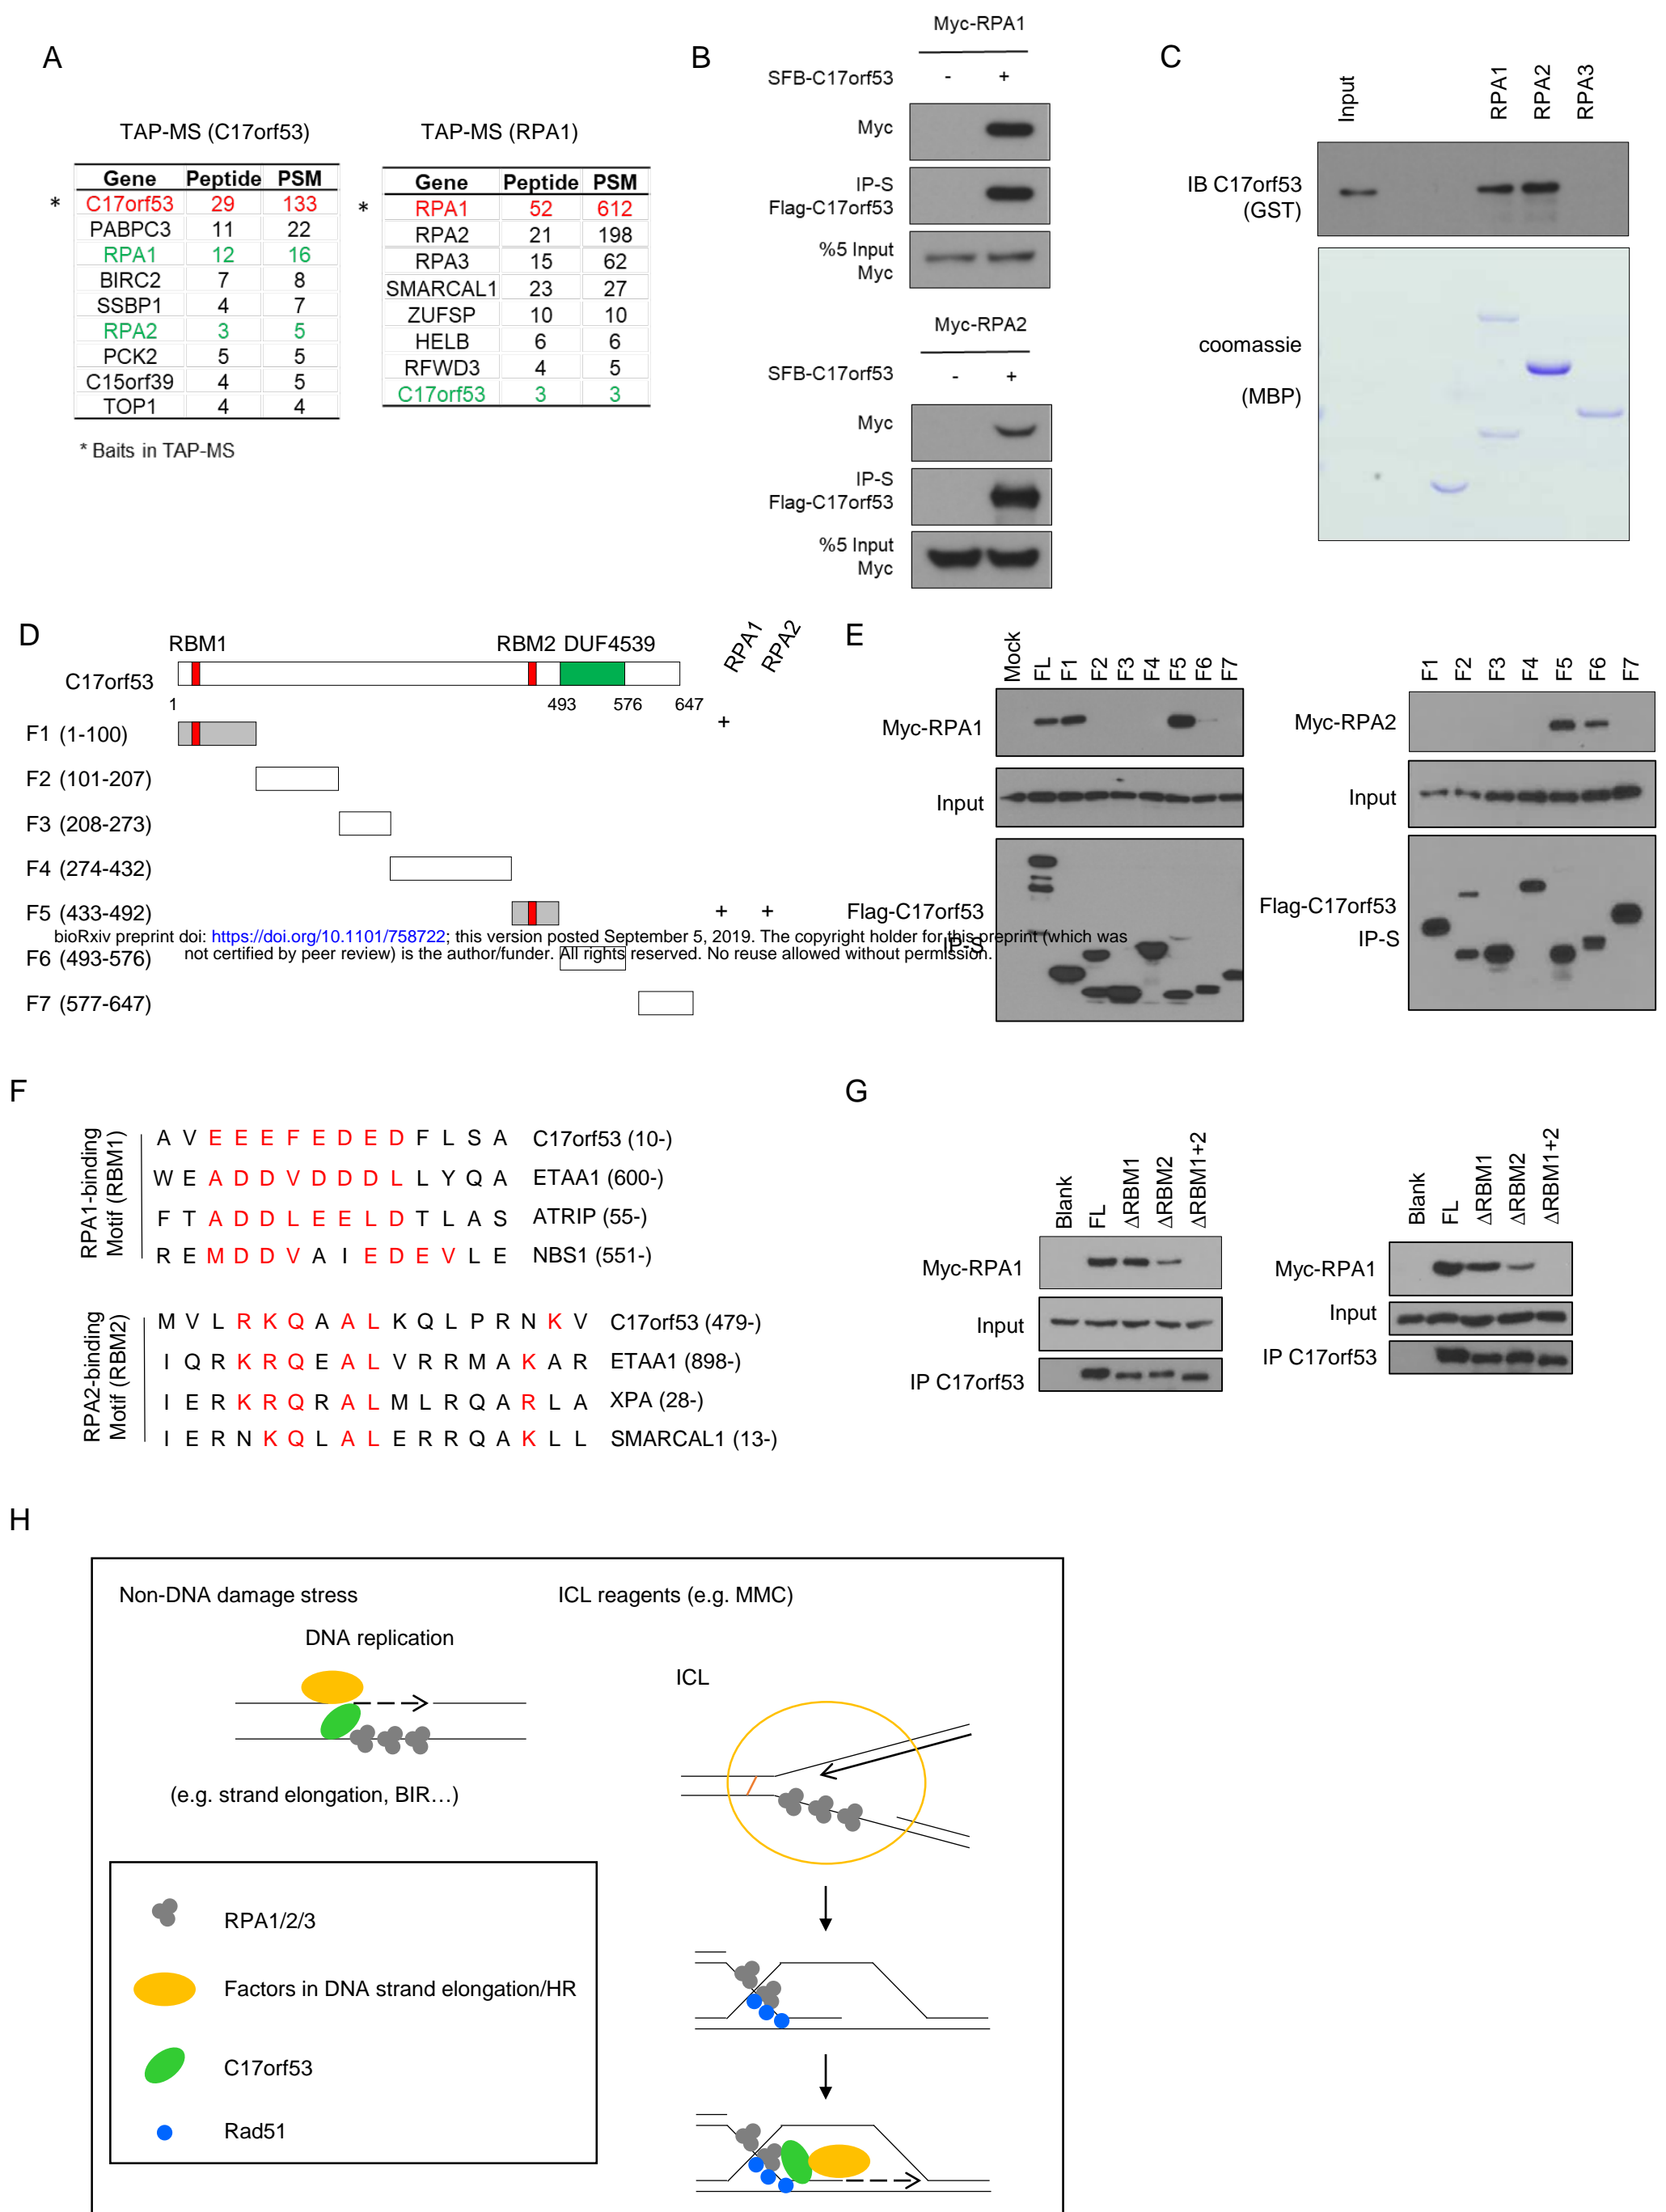 A
TAP-MS (C17orf53)
Gene Peptide PSM
* C17orf53 29 133
PABPC3 11 22
RPA1 12 16
BIRC2 7 8
SSBP1 4 7
RPA2 3 5
PCK2 5 5
C15orf39 4 5
TOP1 4 4
* Baits in TAP-MS
TAP-MS (RPA1)
Gene Peptide PSM
* RPA1 52 612
RPA2 21 198
RPA3 15 62
SMARCAL1 23 27
ZUFSP 10 10
HELB 6 6
RFWD3 4 5
C17orf53 3 3
B
Myc-RPA1
SFB-C17orf53 - +
Myc
IP-S
Flag-C17orf53
%5 Input
Myc
Myc-RPA2
SFB-C17orf53 - +
Myc
IP-S
Flag-C17orf53
%5 Input
Myc
C
Input RPA1 RPA2 RPA3
IB C17orf53
(GST)
coomassie
(MBP)
D
RBM1 RBM2 DUF4539 RPA1 RPA2
C17orf53
1 493 576 647
F1 (1-100) +
F2 (101-207)
F3 (208-273)
F4 (274-432)
F5 (433-492) + +
bioRxiv preprint doi: https://doi.org/10.1101/758722; this version posted September 5, 2019. The copyright holder for this preprint (which was
not certified by peer review) is the author/funder. All rights reserved. No reuse allowed without permission.
F6 (493-576)
F7 (577-647)
E
Mock FL F1 F2 F3 F4 F5 F6 F7
Myc-RPA1
Input
Flag-C17orf53
IP-S
F1 F2 F3 F4 F5 F6 F7
Myc-RPA2
Input
Flag-C17orf53
IP-S
F
RPA1-binding
Motif (RBM1)
A V E E E F E D E D F L S A C17orf53 (10-)
W E A D D V D D D L L Y Q A ETAA1 (600-)
F T A D D L E E L D T L A S ATRIP (55-)
R E M D D V A I E D E V L E NBS1 (551-)
RPA2-binding
Motif (RBM2)
M V L R K Q A A L K Q L P R N K V C17orf53 (479-)
I Q R K R Q E A L V R R M A K A R ETAA1 (898-)
I E R K R Q R A L M L R Q A R L A XPA (28-)
I E R N K Q L A L E R R Q A K L L SMARCAL1 (13-)
G
Blank FL ΔRBM1 ΔRBM2 ΔRBM1+2
Myc-RPA1
Input
IP C17orf53
Blank FL ΔRBM1 ΔRBM2 ΔRBM1+2
Myc-RPA1
Input
IP C17orf53
H
Non-DNA damage stress
DNA replication
(e.g. strand elongation, BIR…)
RPA1/2/3
Factors in DNA strand elongation/HR
C17orf53
Rad51
ICL reagents (e.g. MMC)
ICL